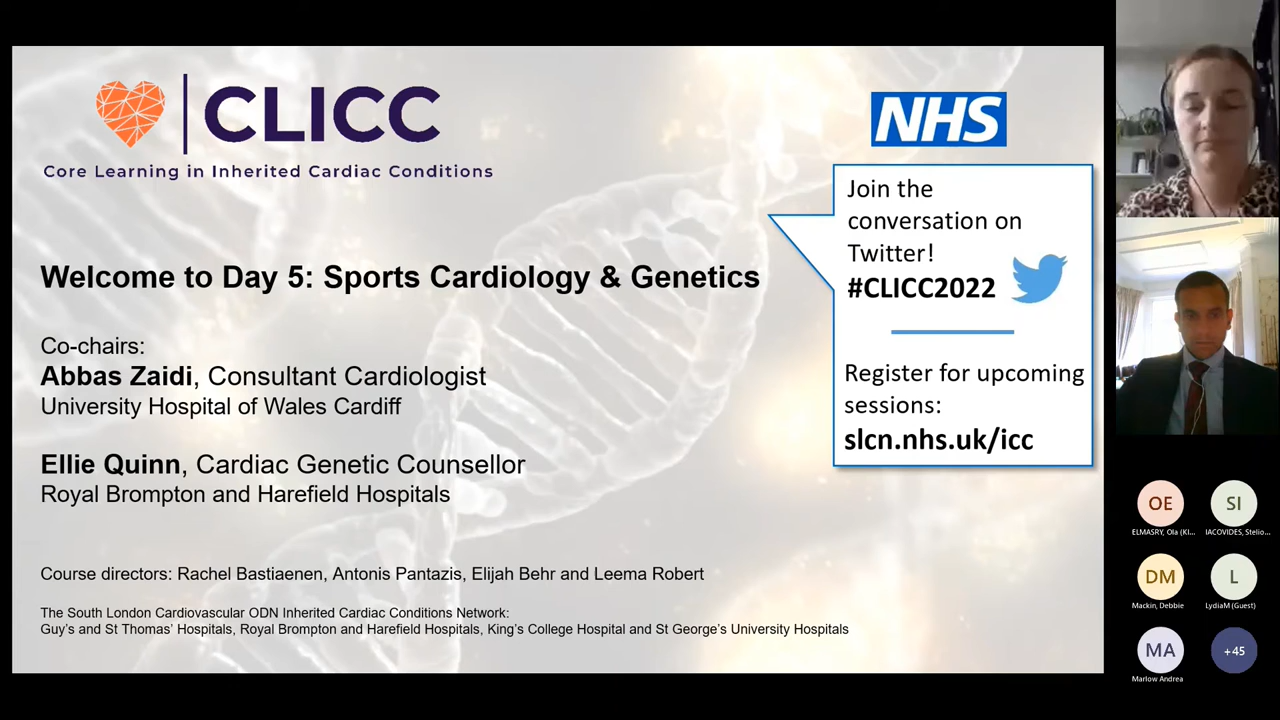 CLICC
Core Learning in Inherited Cardiac Conditions
NHS
Join the
conversation on
Twitter!
#CLICC2022
Register for upcoming
sessions:
slcn.nhs.uk/icc
Welcome to Day 5: Sports Cardiology & Genetics
Co-chairs:
Abbas Zaidi, Consultant Cardiologist
University Hospital of Wales Cardiff
Ellie Quinn, Cardiac Genetic Counsellor
Royal Brompton and Harefield Hospitals
Course directors: Rachel Bastiaenen, Antonis Pantazis, Elijah Behr and Leema Robert
The South London Cardiovascular ODN Inherited Cardiac Conditions Network:
Guy's and St Thomas' Hospitals, Royal Brompton and Harefield Hospitals, King's College Hospital and St George's University Hospitals
OE
ELMASRY, Ola (KI...
SI
IACOVIDES, Stelio...
DM
Mackin, Debbie
L
LydiaM (Guest)
MA
Marlow Andrea
+45